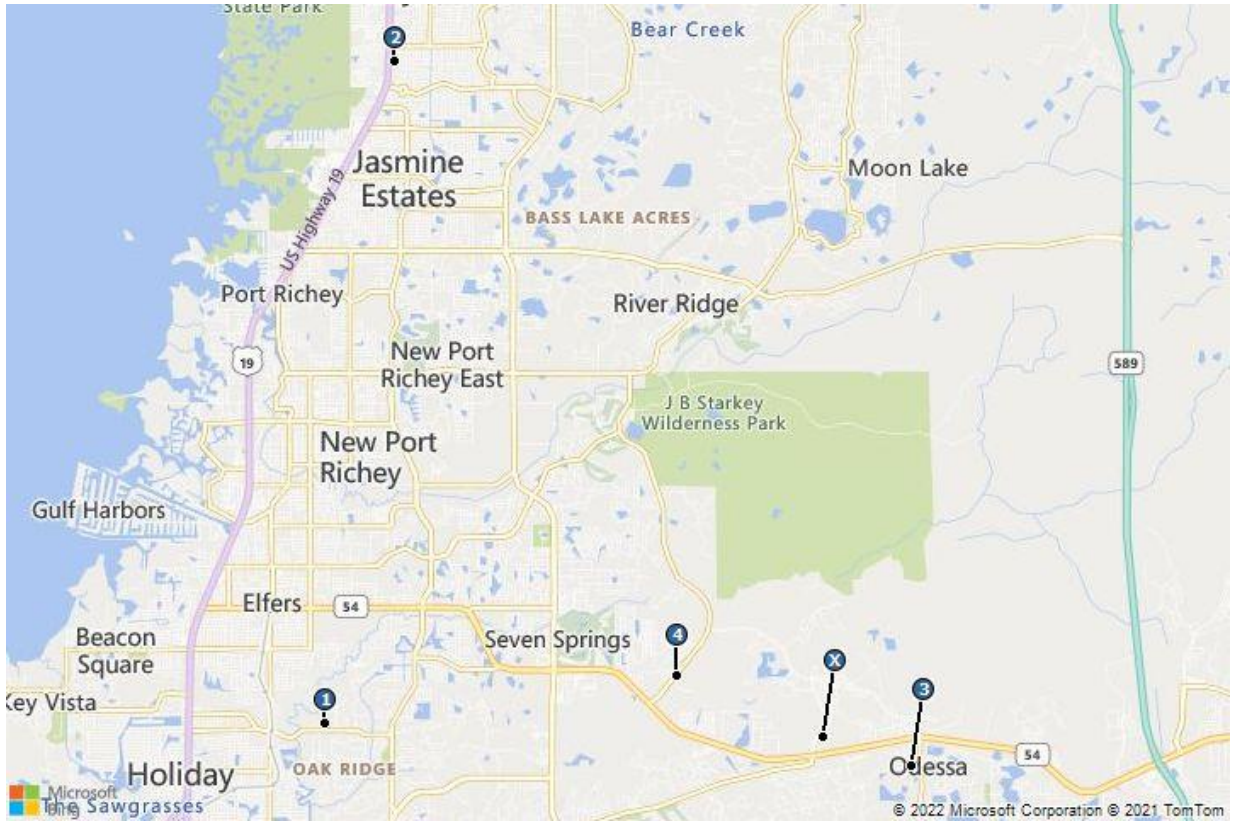 State Park
2
Bear Creek
Jasmine
Estates
Moon Lake
US Highway 19
BASS LAKE ACRES
Port Richey
River Ridge
19
New Port
Richey East
589
J B Starkey
Wilderness Park
New Port
Richey
Gulf Harbors
Elfers
54
Beacon
Square
Seven Springs
4
X
3
1
Key Vista
Holiday
OAK RIDGE
Odessa
54
Microsoft
Bing
The Sawgrasses
© 2022 Microsoft Corporation © 2021 TomTom